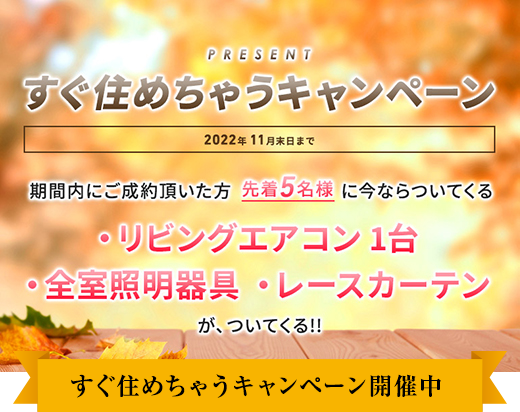 PRESENT
すぐ住めちゃうキャンペーン
2022年 11月末日まで
期間内にご成約頂いた方 先着5名様 に今ならついてくる
・リビングエアコン 1台
・全室照明器具 ・レースカーテン
が、ついてくる!!
すぐ住めちゃうキャンペーン開催中